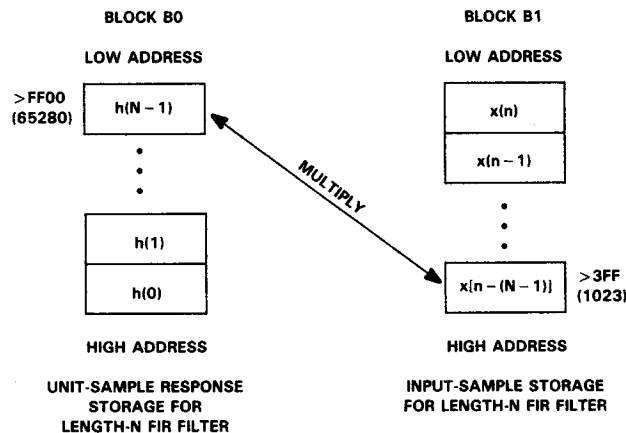 BLOCK B0
LOW ADDRESS
>FF00
(65280)
h(N − 1)
h(1)
h(0)
HIGH ADDRESS
UNIT-SAMPLE RESPONSE
STORAGE FOR
LENGTH-N FIR FILTER
MULTIPLY
BLOCK B1
LOW ADDRESS
x(n)
x(n − 1)
x[n − (N − 1)]
>3FF
(1023)
HIGH ADDRESS
INPUT-SAMPLE STORAGE
FOR LENGTH-N FIR FILTER